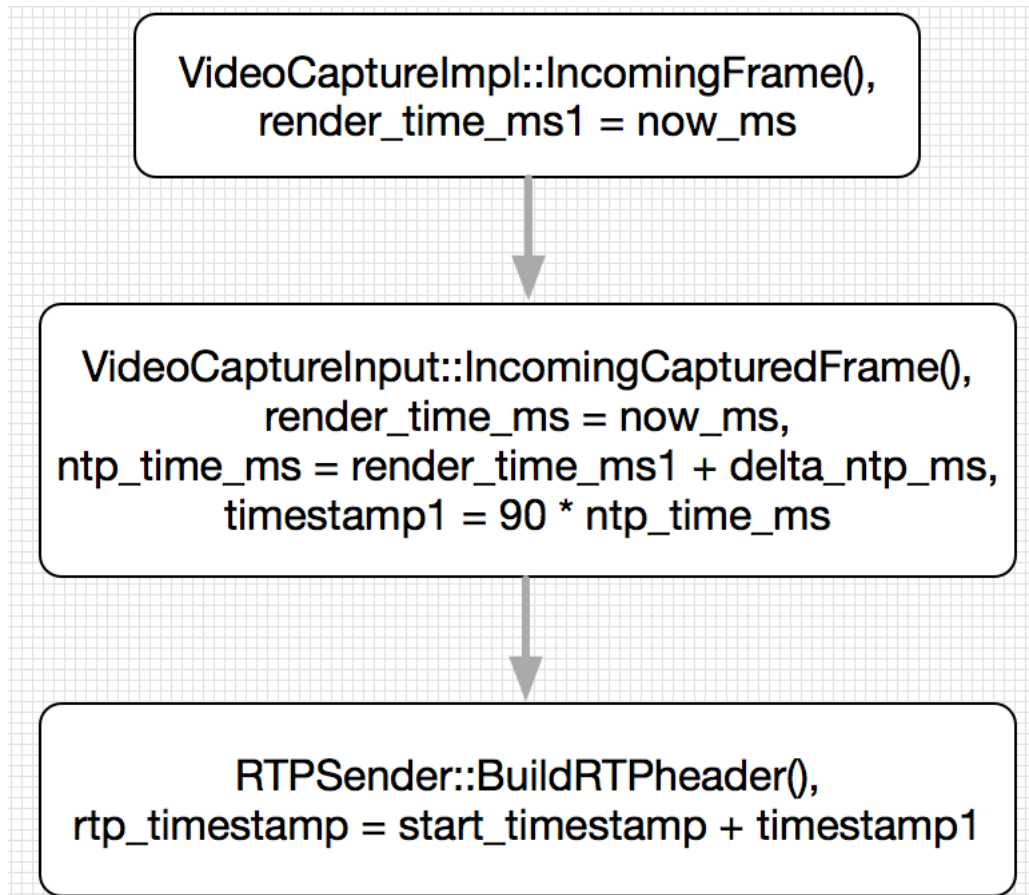 VideoCaptureImpl::IncomingFrame(),
render_time_ms1 = now_ms
VideoCaptureInput::IncomingCapturedFrame(),
render_time_ms = now_ms,
ntp_time_ms = render_time_ms1 + delta_ntp_ms,
timestamp1 = 90 * ntp_time_ms
RTPSender::BuildRTPheader(),
rtp_timestamp = start_timestamp + timestamp1